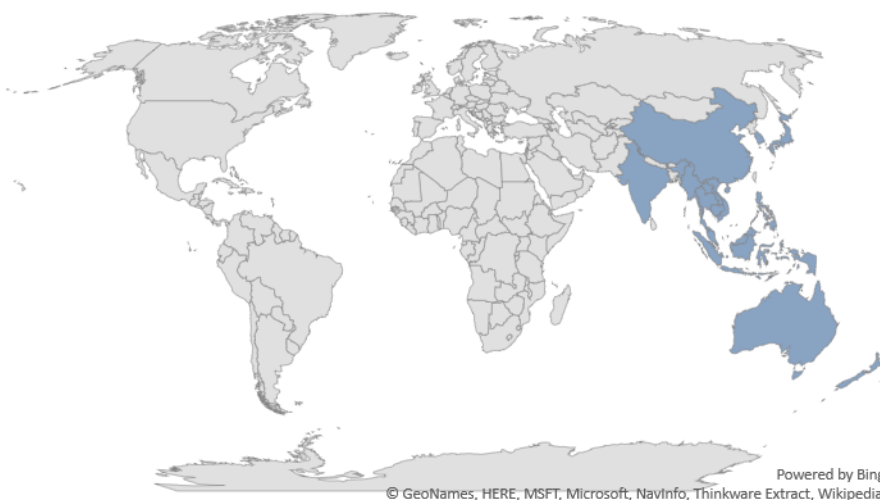 Powered by Bing
© GeoNames, HERE, MSFT, Microsoft, NavInfo, Thinkware Extract, Wikipedia